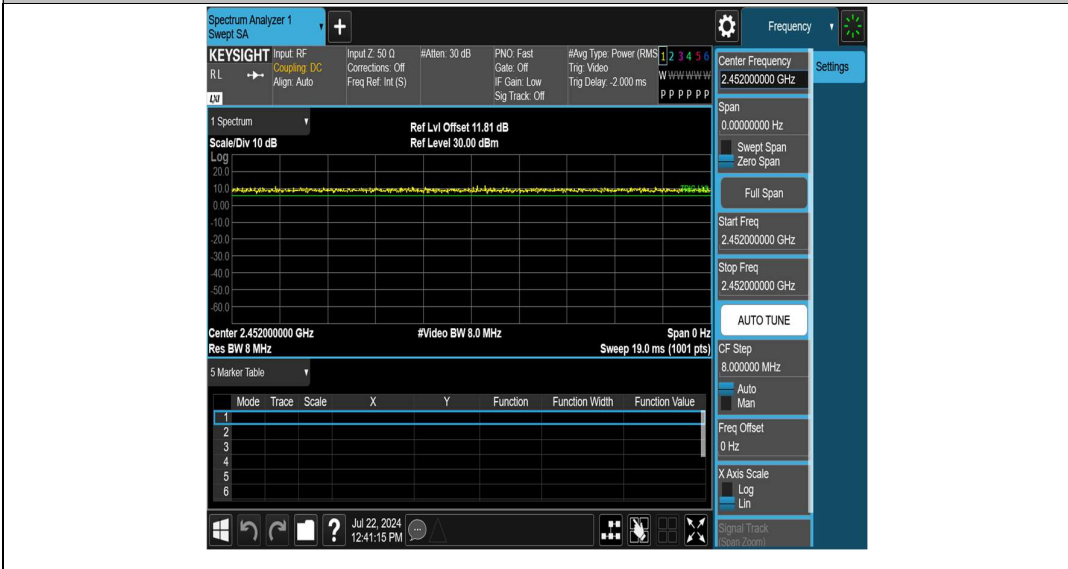 Spectrum Analyzer 1
Swept SA
+
Frequency
KEYSIGHT
RL
LXI
Input: RF
Coupling: DC
Align: Auto
Input Z: 50 Ω
Corrections: Off
Freq Ref: Int (S)
#Atten: 30 dB
PNO: Fast
Gate: Off
IF Gain: Low
Sig Track: Off
#Avg Type: Power (RMS
Trig: Video
Trig Delay: -2.000 ms
1 2 3 4 5 6
W W W W W W
P P P P P P
1 Spectrum
Scale/Div 10 dB
Ref Lvl Offset 11.81 dB
Ref Level 30.00 dBm
Log
20.0
10.0
0.00
-10.0
-20.0
-30.0
-40.0
-50.0
-60.0
Center 2.452000000 GHz
#Video BW 8.0 MHz
Span 0 Hz
Res BW 8 MHz
Sweep 19.0 ms (1001 pts)
5 Marker Table
Mode Trace Scale X Y Function Function Width Function Value
1
2
3
4
5
6
?
Jul 22, 2024
12:41:15 PM
Center Frequency
2.452000000 GHz
Settings
Span
0.00000000 Hz
Swept Span
Zero Span
Full Span
Start Freq
2.452000000 GHz
Stop Freq
2.452000000 GHz
AUTO TUNE
CF Step
8.000000 MHz
Auto
Man
Freq Offset
0 Hz
X Axis Scale
Log
Lin
Signal Track
(Span Zoom)